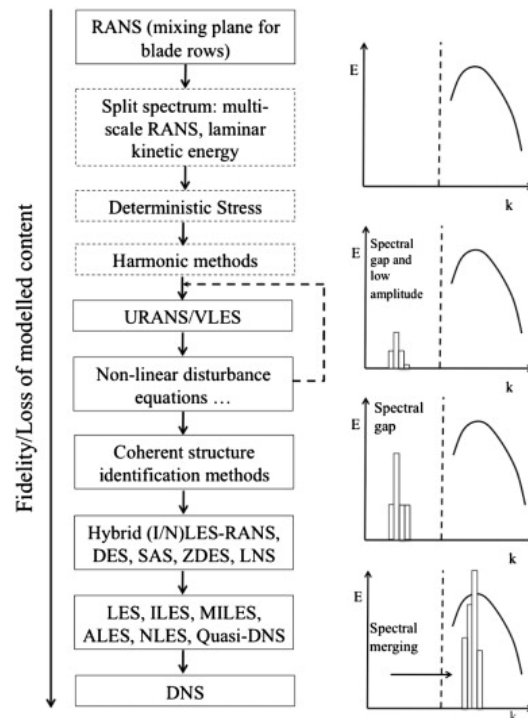 Fidelity/Loss of modelled content
RANS (mixing plane for
blade rows)
Split spectrum: multi-
scale RANS, laminar
kinetic energy
Deterministic Stress
Harmonic methods
URANS/VLES
Non-linear disturbance
equations ...
Coherent structure
identification methods
Hybrid (I/N)LES-RANS,
DES, SAS, ZDES, LNS
LES, ILES, MILES,
ALES, NLES, Quasi-DNS
DNS
E
k
E
Spectral
gap and
low
amplitude
k
E
Spectral
gap
k
E
Spectral
merging
k